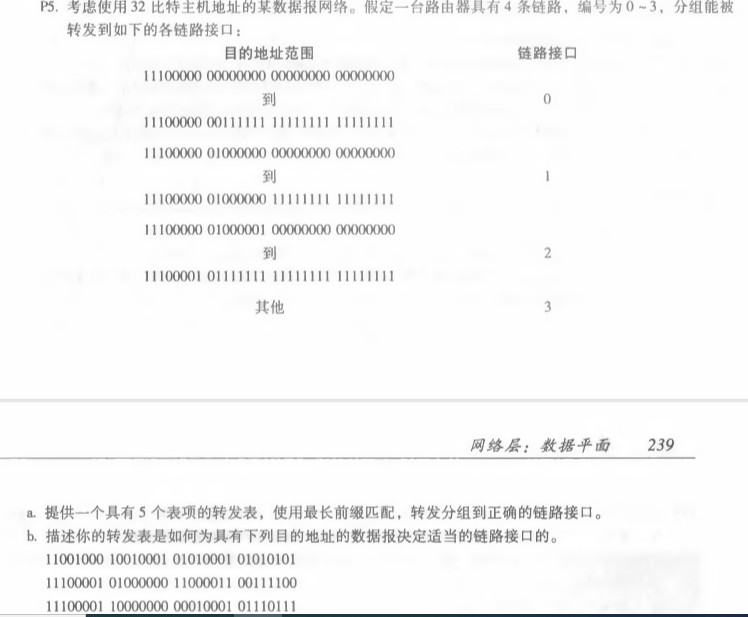 P5. 考虑使用 32 比特主机地址的某数据报网络。假定一台路由器具有 4 条链路，编号为 0 ~ 3，分组能被
转发到如下的各链路接口：
目的地址范围 链路接口
11100000 00000000 00000000 00000000
到 0
11100000 00111111 11111111 11111111
11100000 01000000 00000000 00000000
到 1
11100000 01000000 11111111 11111111
11100000 01000001 00000000 00000000
到 2
11100001 01111111 11111111 11111111
其他 3
网络层：数据平面 239
a. 提供一个具有 5 个表项的转发表，使用最长前缀匹配，转发分组到正确的链路接口。
b. 描述你的转发表是如何为具有下列目的地址的数据报决定适当的链路接口的。
11001000 10010001 01010001 01010101
11100001 01000000 11000011 00111100
11100001 10000000 00010001 01110111